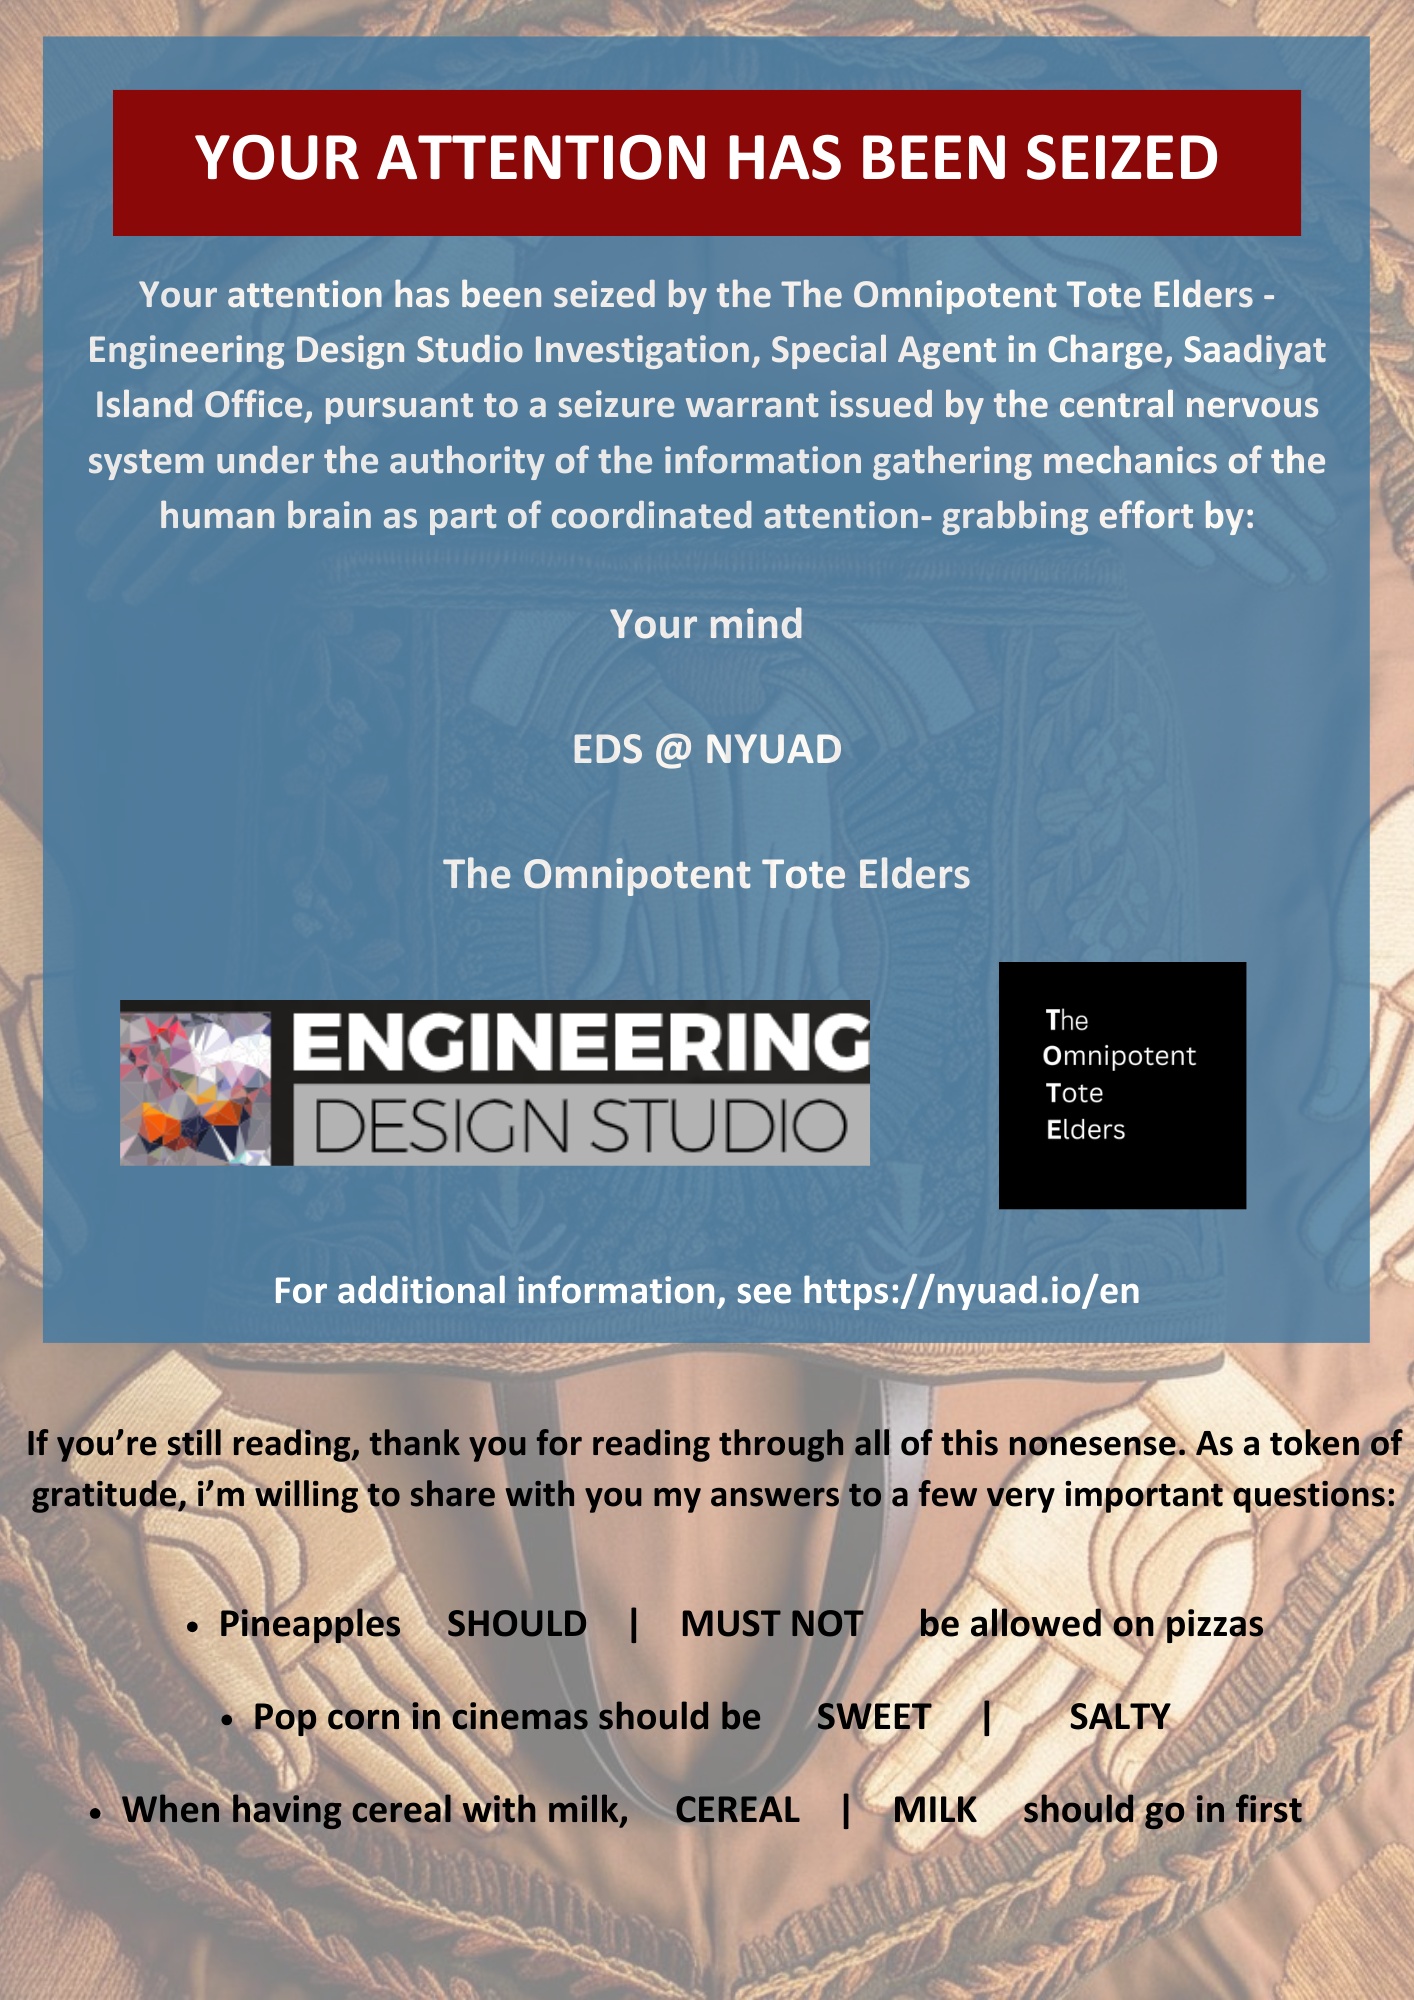 YOUR ATTENTION HAS BEEN SEIZED
Your attention has been seized by the The Omnipotent Tote Elders -
Engineering Design Studio Investigation, Special Agent in Charge, Saadiyat
Island Office, pursuant to a seizure warrant issued by the central nervous
system under the authority of the information gathering mechanics of the
human brain as part of coordinated attention- grabbing effort by:
Your mind
EDS @ NYUAD
The Omnipotent Tote Elders
ENGINEERING
DESIGN STUDIO
The
Omnipotent
Tote
Elders
For additional information, see https://nyuad.io/en
If you’re still reading, thank you for reading through all of this nonesense. As a token of
gratitude, i’m willing to share with you my answers to a few very important questions:
• Pineapples SHOULD | MUST NOT be allowed on pizzas
• Pop corn in cinemas should be SWEET | SALTY
• When having cereal with milk, CEREAL | MILK should go in first